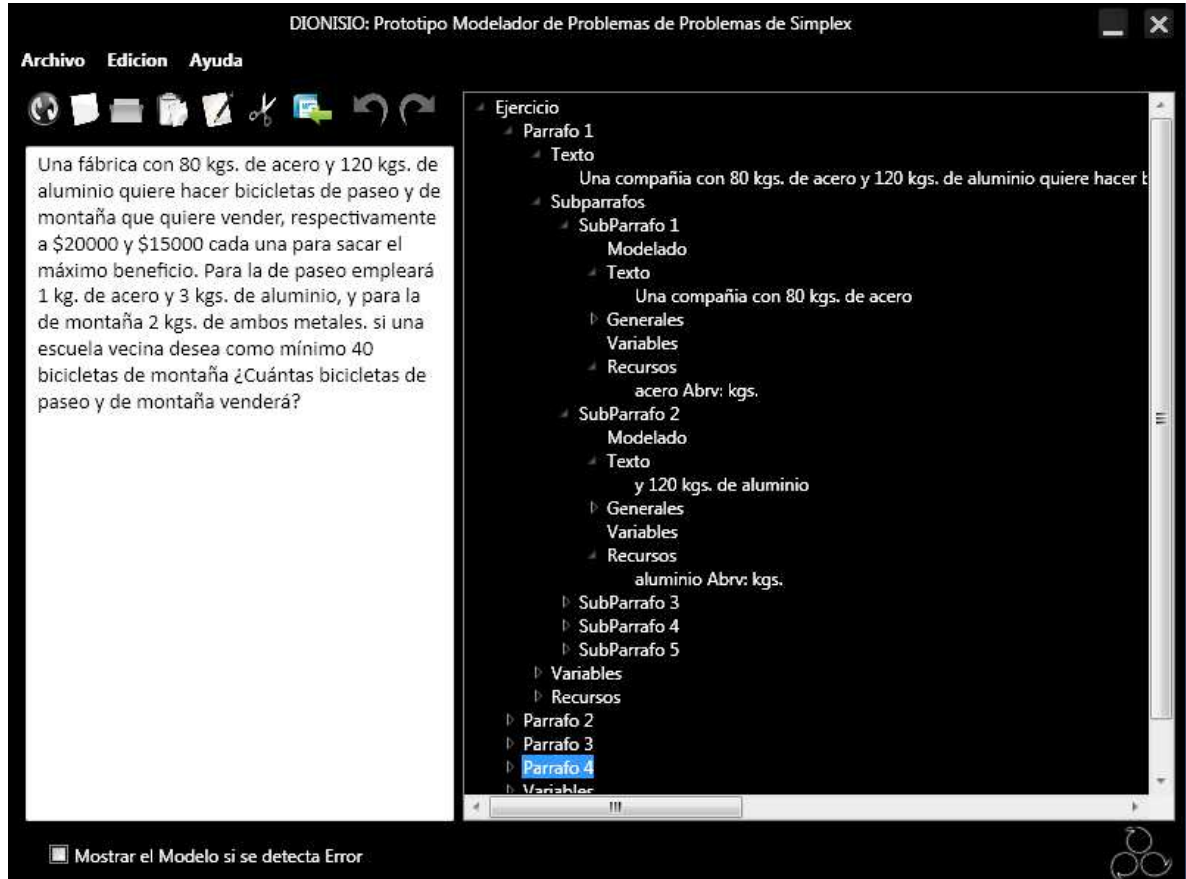 DIONISIO: Prototipo Modelador de Problemas de Problemas de Simplex
Archivo Edicion Ayuda
Una fábrica con 80 kgs. de acero y 120 kgs. de
aluminio quiere hacer bicicletas de paseo y de
montaña que quiere vender, respectivamente
a $20000 y $15000 cada una para sacar el
máximo beneficio. Para la de paseo empleará
1 kg. de acero y 3 kgs. de aluminio, y para la
de montaña 2 kgs. de ambos metales. si una
escuela vecina desea como mínimo 40
bicicletas de montaña ¿Cuántas bicicletas de
paseo y de montaña venderá?
Ejercicio
Parrafo 1
Texto
Una compañia con 80 kgs. de acero y 120 kgs. de aluminio quiere hacer b
Subparrafos
SubParrafo 1
Modelado
Texto
Una compañia con 80 kgs. de acero
Generales
Variables
Recursos
acero Abrv: kgs.
SubParrafo 2
Modelado
Texto
y 120 kgs. de aluminio
Generales
Variables
Recursos
aluminio Abrv: kgs.
SubParrafo 3
SubParrafo 4
SubParrafo 5
Variables
Recursos
Parrafo 2
Parrafo 3
Parrafo 4
Variables
Mostrar el Modelo si se detecta Error